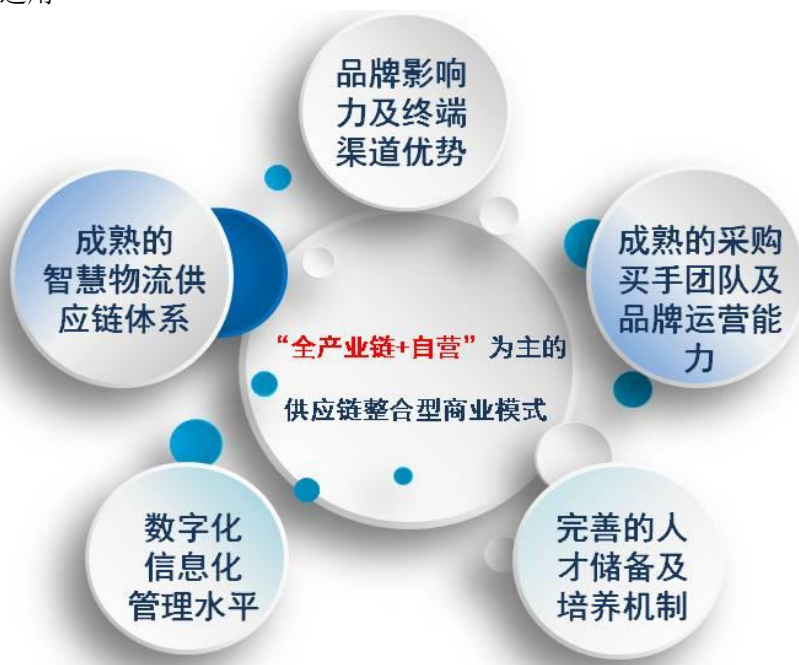 品牌影响
力及终端
渠道优势
成熟的
智慧物流供
应链体系
成熟的采购
买手团队及
品牌运营能
力
“全产业链+自营”为主的
供应链整合型商业模式
数字化
信息化
管理水平
完善的人
才储备及
培养机制